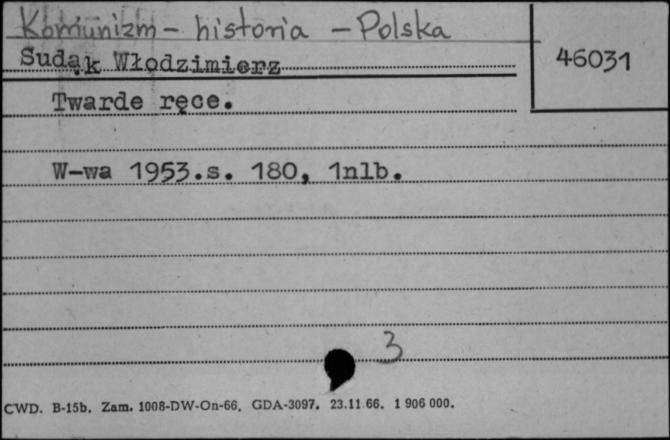 Komunizm - historia - Polska
46031
Sudąk Włodzimierz
Twarde ręce.
W-wa 1953.s. 180, 1nlb.
3
CWD. B-15b. Zam. 1008-DW-On-66. GDA-3097. 23.11.66. 1 906 000.